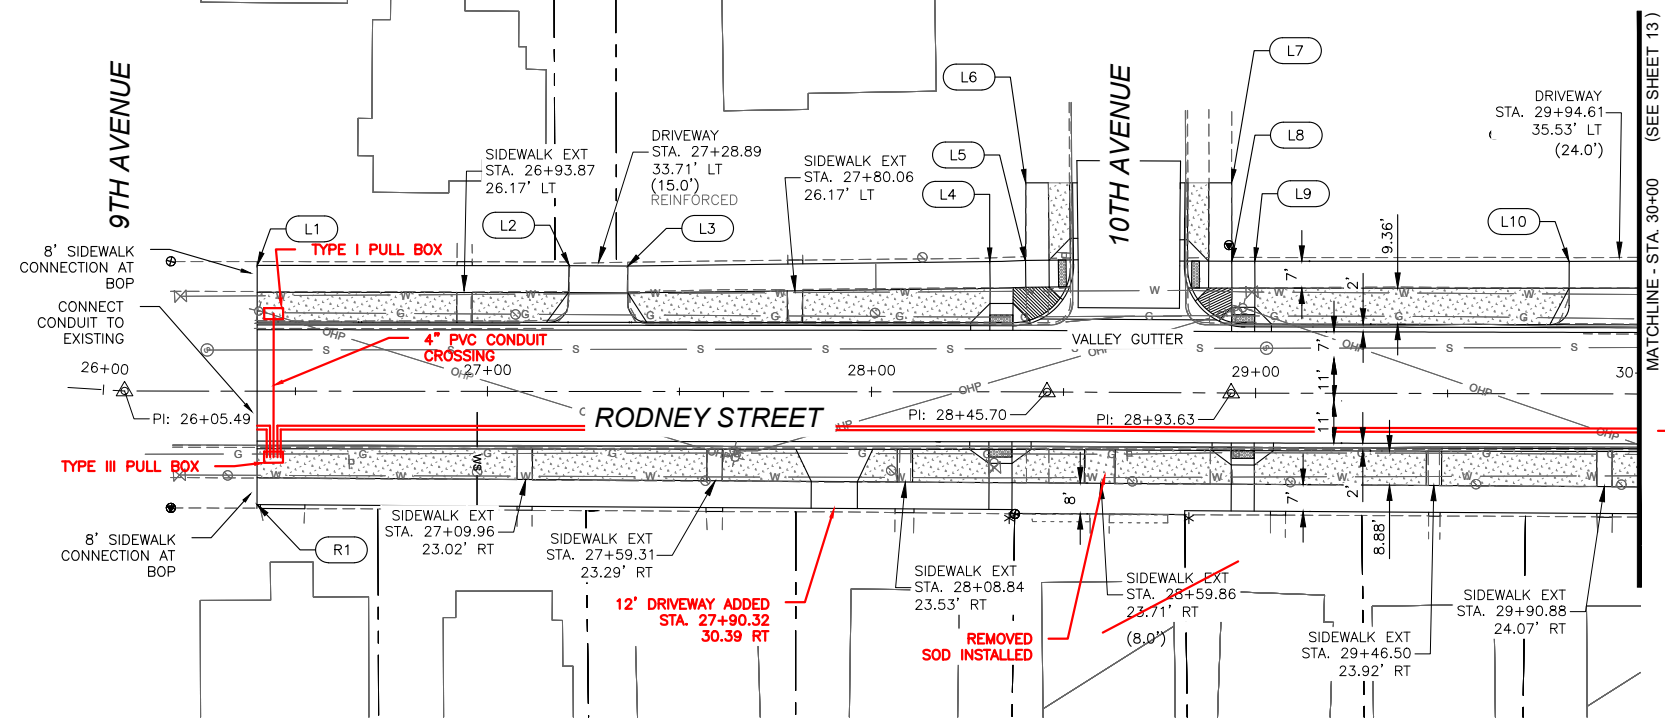 9TH AVENUE
10TH AVENUE
RODNEY STREET
L1
L2
L3
L4
L5
L6
L7
L8
L9
L10
R1
8' SIDEWALK
CONNECTION AT
BOP
CONNECT
CONDUIT TO
EXISTING
TYPE I PULL BOX
4" PVC CONDUIT
CROSSING
TYPE III PULL BOX
8' SIDEWALK
CONNECTION AT
BOP
SIDEWALK EXT
STA. 26+93.87
26.17' LT
DRIVEWAY
STA. 27+28.89
33.71' LT
(15.0')
REINFORCED
SIDEWALK EXT
STA. 27+80.06
26.17' LT
DRIVEWAY
STA. 29+94.61
35.53' LT
(24.0')
MATCHLINE - STA. 30+00 (SEE SHEET 13 )
9.36'
7'
2'
7'
11'
11'
2'
7'
8'
8.88'
VALLEY GUTTER
26+00
27+00
28+00
29+00
30
PI: 26+05.49
PI: 28+45.70
PI: 28+93.63
SIDEWALK EXT
STA. 27+09.96
23.02' RT
SIDEWALK EXT
STA. 27+59.31
23.29' RT
12' DRIVEWAY ADDED
STA. 27+90.32
30.39 RT
SIDEWALK EXT
STA. 28+08.84
23.53' RT
REMOVED
SOD INSTALLED
SIDEWALK EXT
STA. 28+59.86
23.71' RT
(8.0')
SIDEWALK EXT
STA. 29+46.50
23.92' RT
SIDEWALK EXT
STA. 29+90.88
24.07' RT
OHP
OHP
OHP
OHP
OHP
OHP
W
W
W
W
G
G
G
S
S
S
S
WS